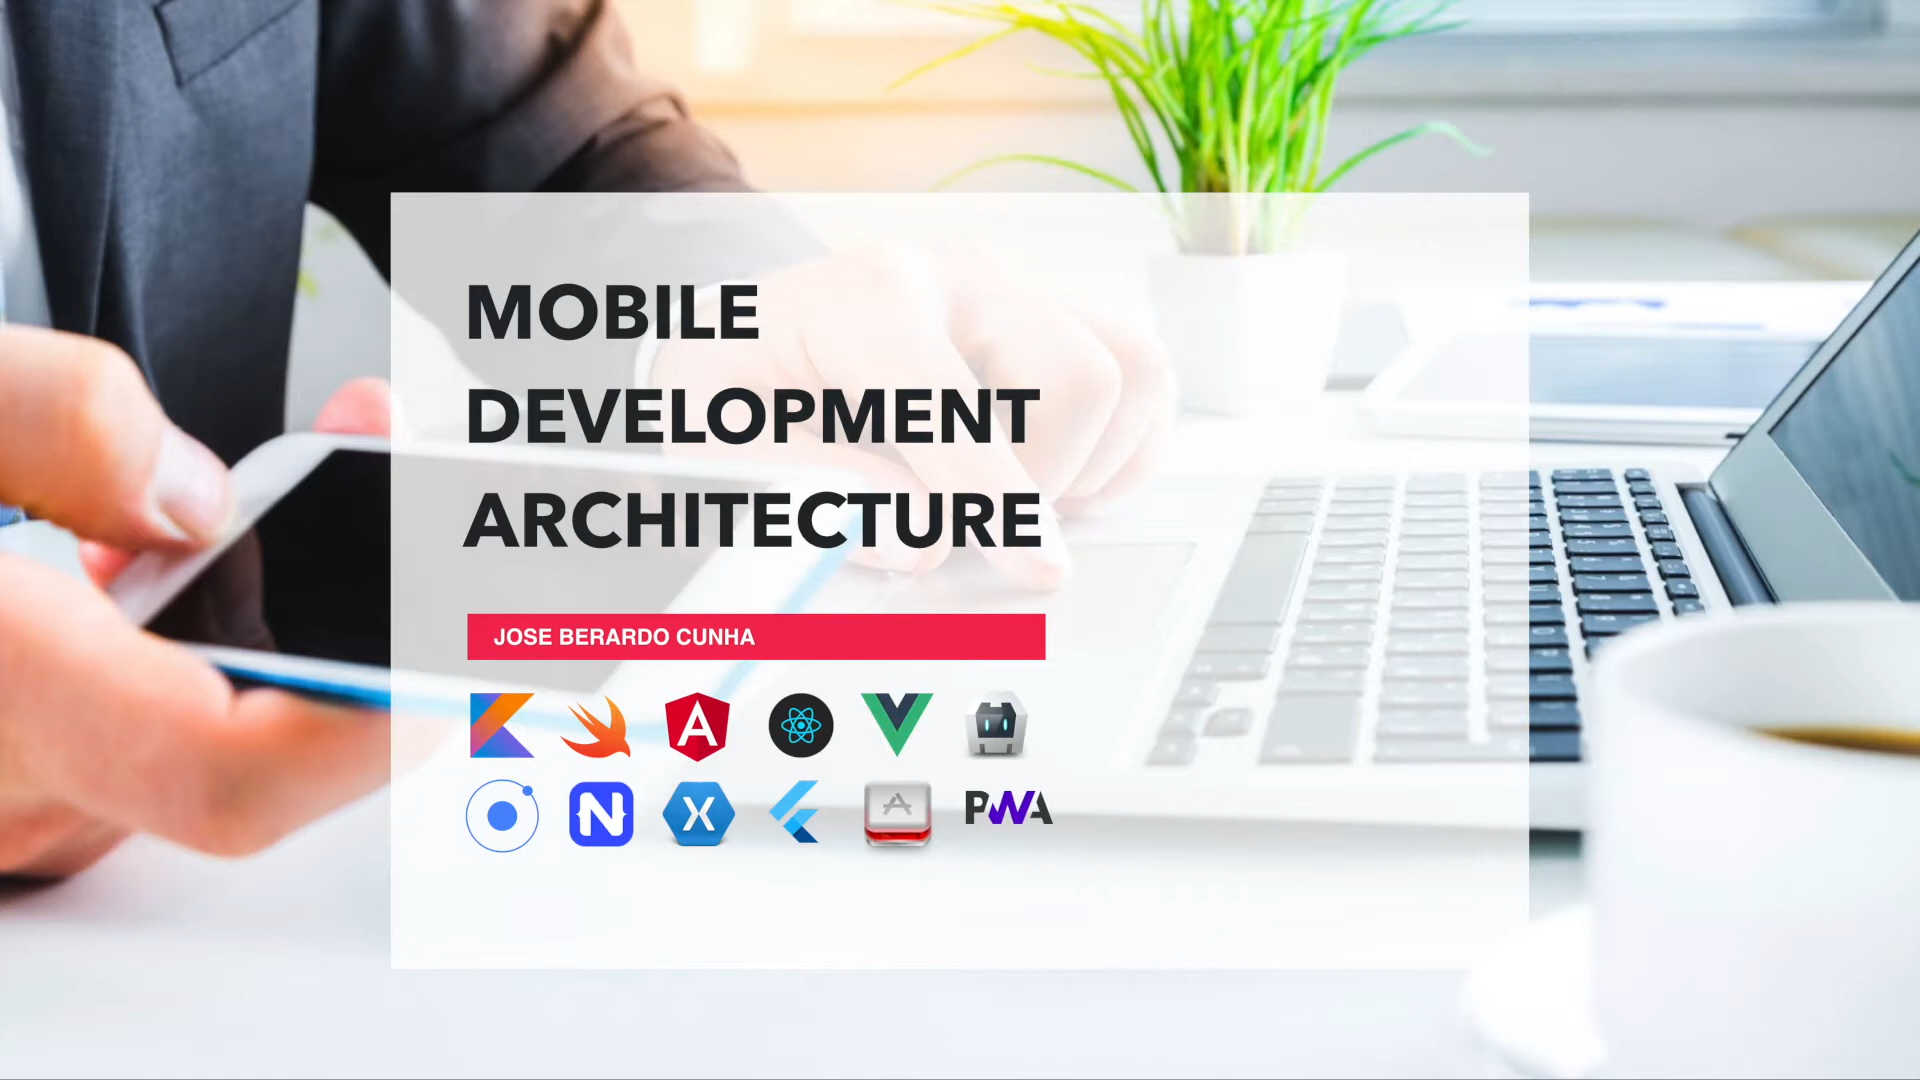 MOBILE
DEVELOPMENT
ARCHITECTURE
JOSE BERARDO CUNHA
PWA